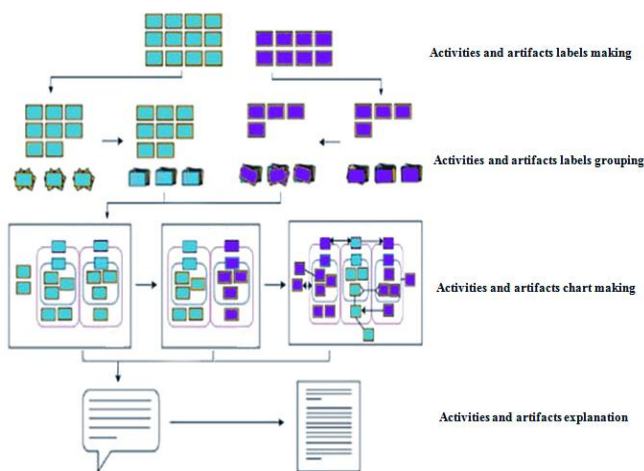 Activities and artifacts labels making
Activities and artifacts labels grouping
Activities and artifacts chart making
Activities and artifacts explanation